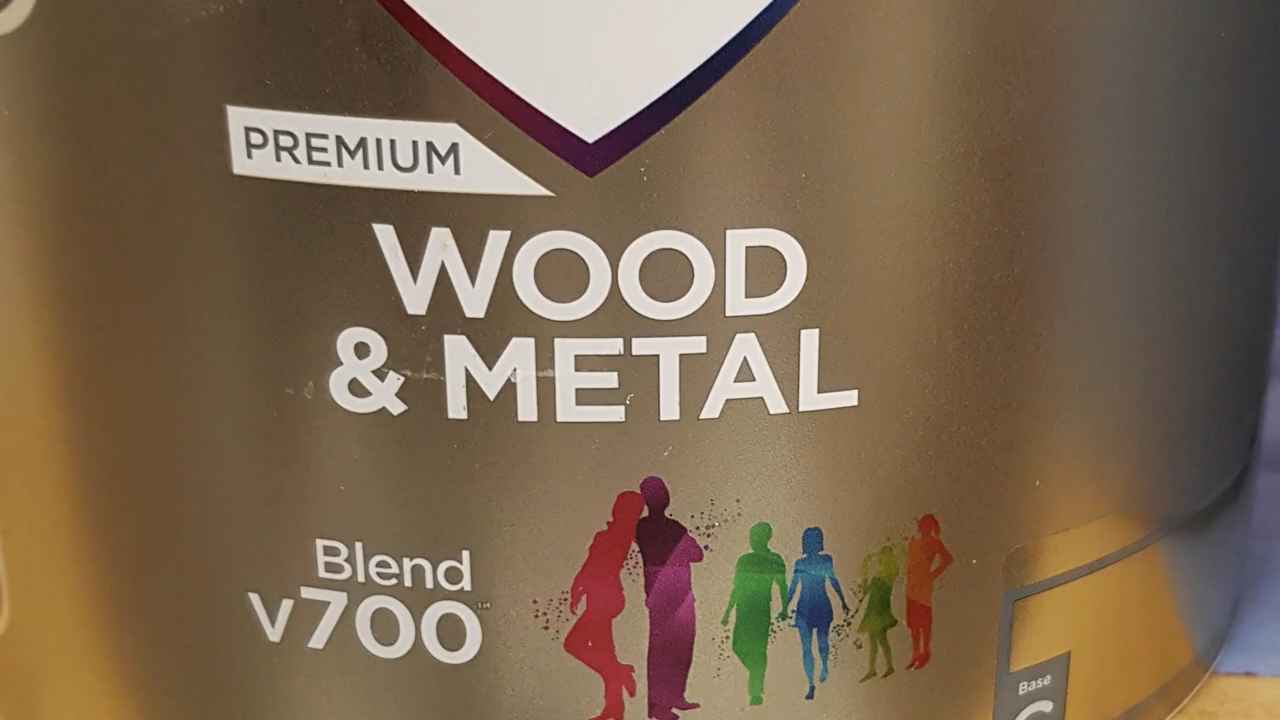 PREMIUM
WOOD
& METAL
Blend
v700™
Base